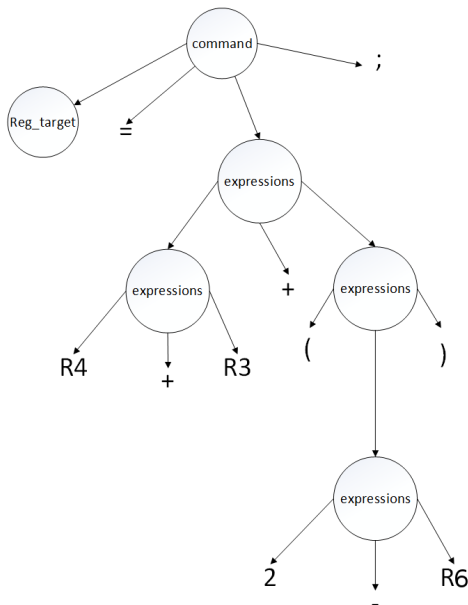 command
;
Reg_target
=
expressions
expressions
+
expressions
R4
+
R3
(
)
expressions
2
R6